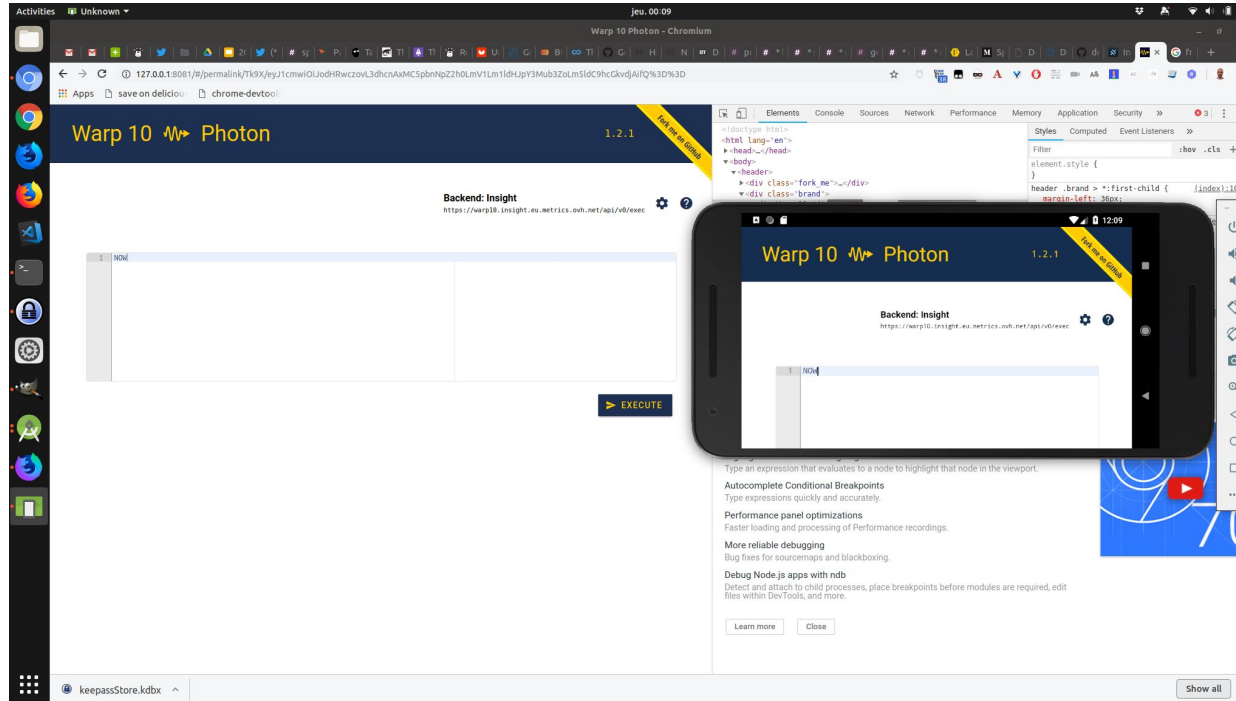 Activities Unknown
jeu. 00:09
Warp 10 Photon - Chromium
127.0.0.1:8081/#/permalink/Tk9X/eyJ1cmwiOiJodHRwczovL3dhcnAxMC5pbnNpZ2h0LmV1Lm1ldHJpY3Mub3ZoLm5ldC9hcGkvdjAifQ%3D%3D
Apps save on delicious chrome-devtool
Warp 10 Photon
1.2.1
Fork me on GitHub
Backend: Insight
https://warp10.insight.eu.metrics.ovh.net/api/v0/exec
1 NOW
EXECUTE
Elements Console Sources Network Performance Memory Application Security » 3
<!doctype html>
<html lang="en">
<head>…</head>
<body>
<header>
<div class="fork_me">…</div>
<div class="brand">
Styles Computed Event Listeners »
Filter :hov .cls +
element.style {
}
header .brand > *:first-child {
margin-left: 36px;
12:09
Warp 10 Photon
1.2.1
Fork me on GitHub
Backend: Insight
https://warp10.insight.eu.metrics.ovh.net/api/v0/exec
1 NOW
Type an expression that evaluates to a node to highlight that node in the viewport.
Autocomplete Conditional Breakpoints
Type expressions quickly and accurately.
Performance panel optimizations
Faster loading and processing of Performance recordings.
More reliable debugging
Bug fixes for sourcemaps and blackboxing.
Debug Node.js apps with ndb
Detect and attach to child processes, place breakpoints before modules are required, edit
files within DevTools, and more.
Learn more Close
keepassStore.kdbx
Show all